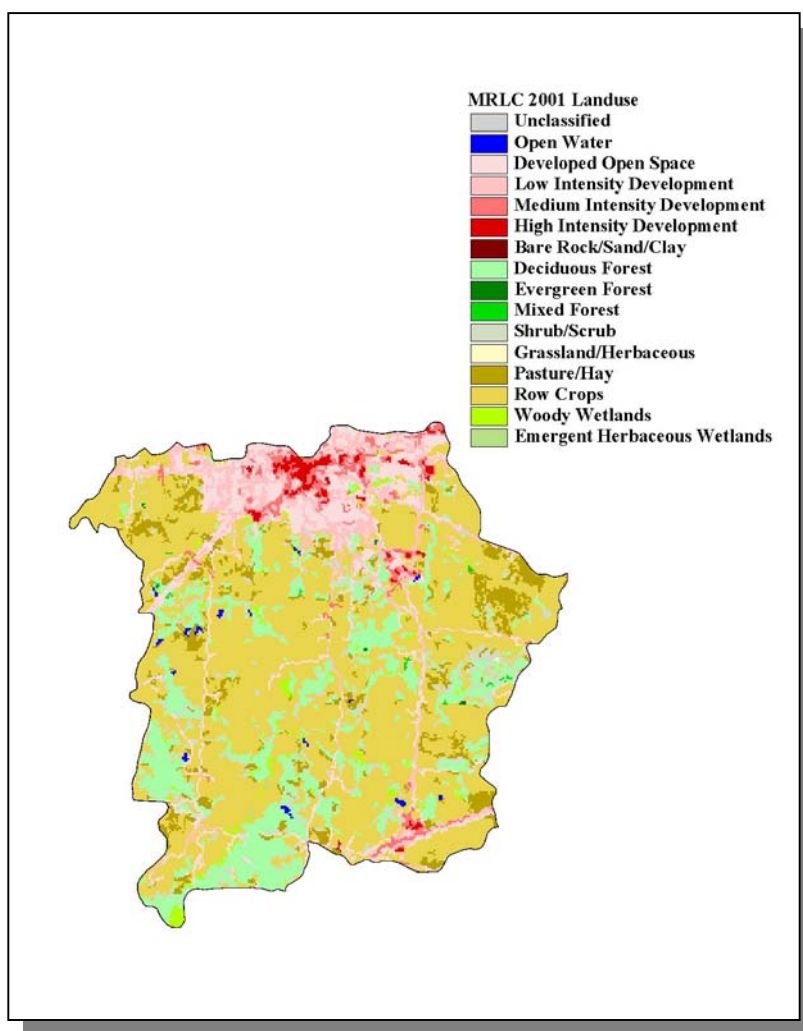 MRLC 2001 Landuse
Unclassified
Open Water
Developed Open Space
Low Intensity Development
Medium Intensity Development
High Intensity Development
Bare Rock/Sand/Clay
Deciduous Forest
Evergreen Forest
Mixed Forest
Shrub/Scrub
Grassland/Herbaceous
Pasture/Hay
Row Crops
Woody Wetlands
Emergent Herbaceous Wetlands